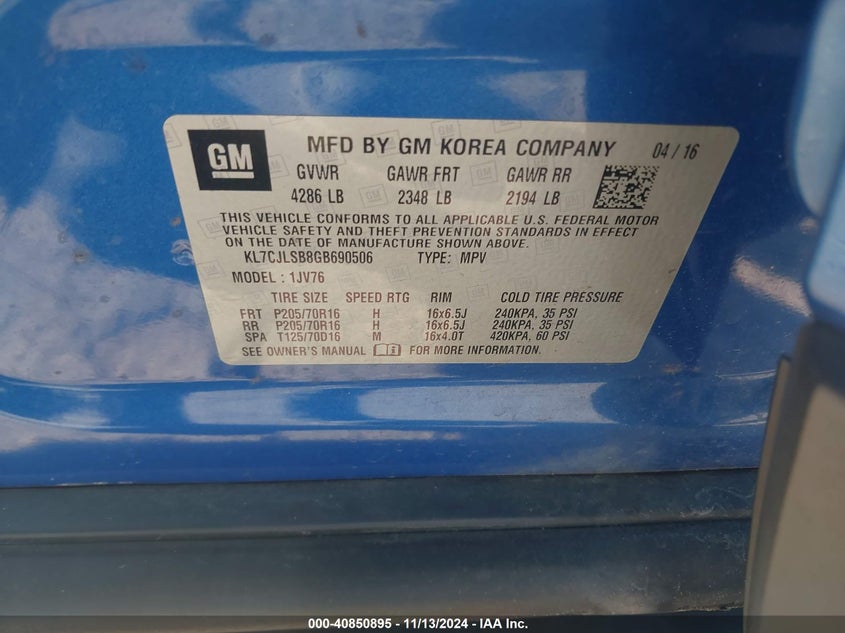 GM
MFD BY GM KOREA COMPANY 04 / 16
GVWR GAWR FRT GAWR RR
4286 LB 2348 LB 2194 LB
THIS VEHICLE CONFORMS TO ALL APPLICABLE U.S. FEDERAL MOTOR
VEHICLE SAFETY AND THEFT PREVENTION STANDARDS IN EFFECT
ON THE DATE OF MANUFACTURE SHOWN ABOVE.
KL7CJLSB8GB690506 TYPE: MPV
MODEL : 1JV76
TIRE SIZE SPEED RTG RIM COLD TIRE PRESSURE
FRT P205/70R16 H 16x6.5J 240KPA, 35 PSI
RR P205/70R16 H 16x6.5J 240KPA, 35 PSI
SPA T125/70D16 M 16x4.0T 420KPA, 60 PSI
SEE OWNER'S MANUAL FOR MORE INFORMATION.
000-40850895 - 11/13/2024 - IAA Inc.